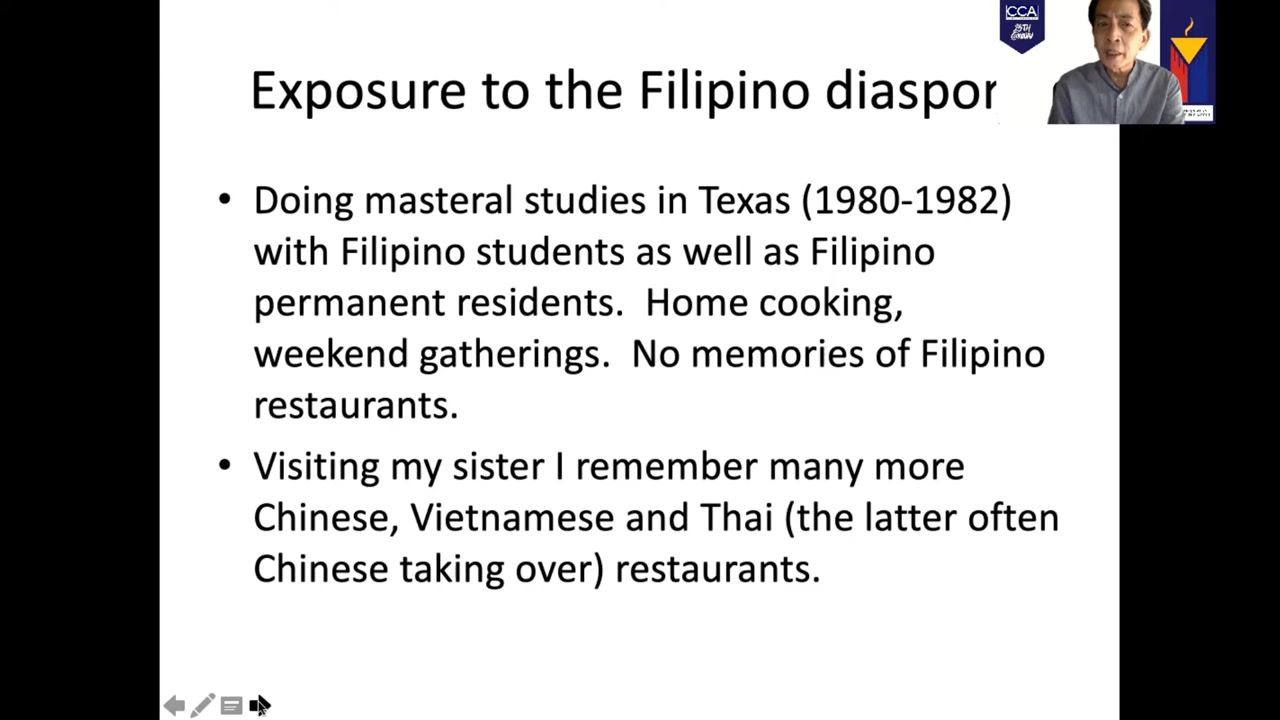 CCA
25TH
Exposure to the Filipino diaspor
• Doing masteral studies in Texas (1980-1982)
with Filipino students as well as Filipino
permanent residents.  Home cooking,
weekend gatherings.  No memories of Filipino
restaurants.
• Visiting my sister I remember many more
Chinese, Vietnamese and Thai (the latter often
Chinese taking over) restaurants.